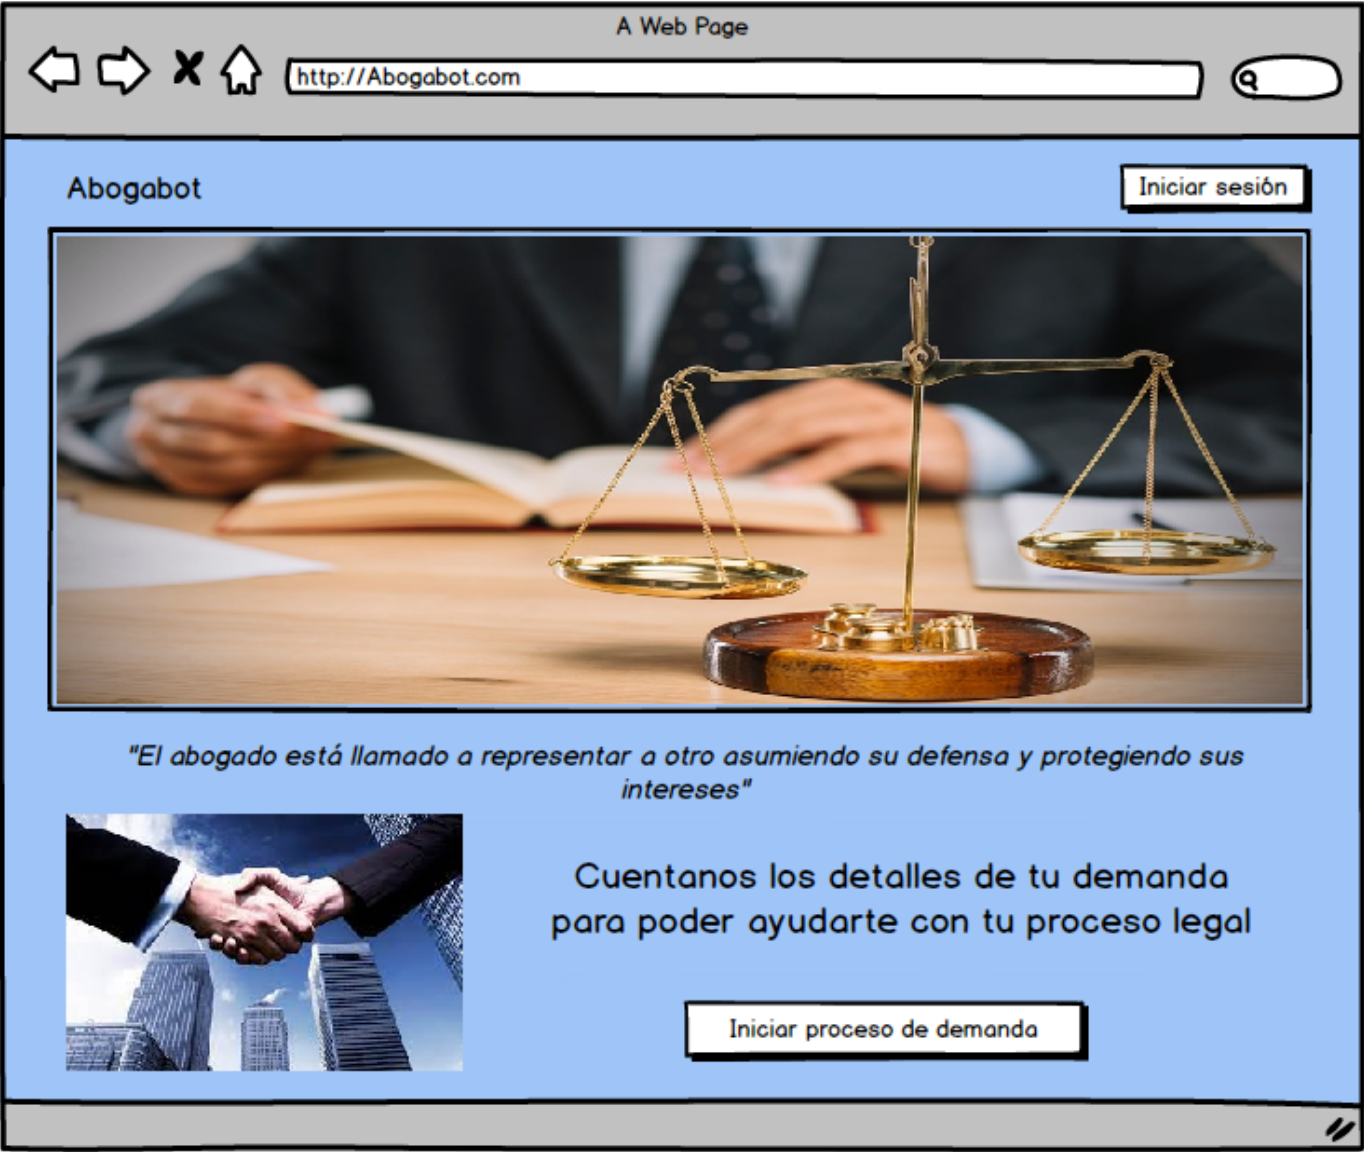 A Web Page
http://Abogabot.com
Abogabot
Iniciar sesión
"El abogado está llamado a representar a otro asumiendo su defensa y protegiendo sus
intereses"
Cuentanos los detalles de tu demanda
para poder ayudarte con tu proceso legal
Iniciar proceso de demanda